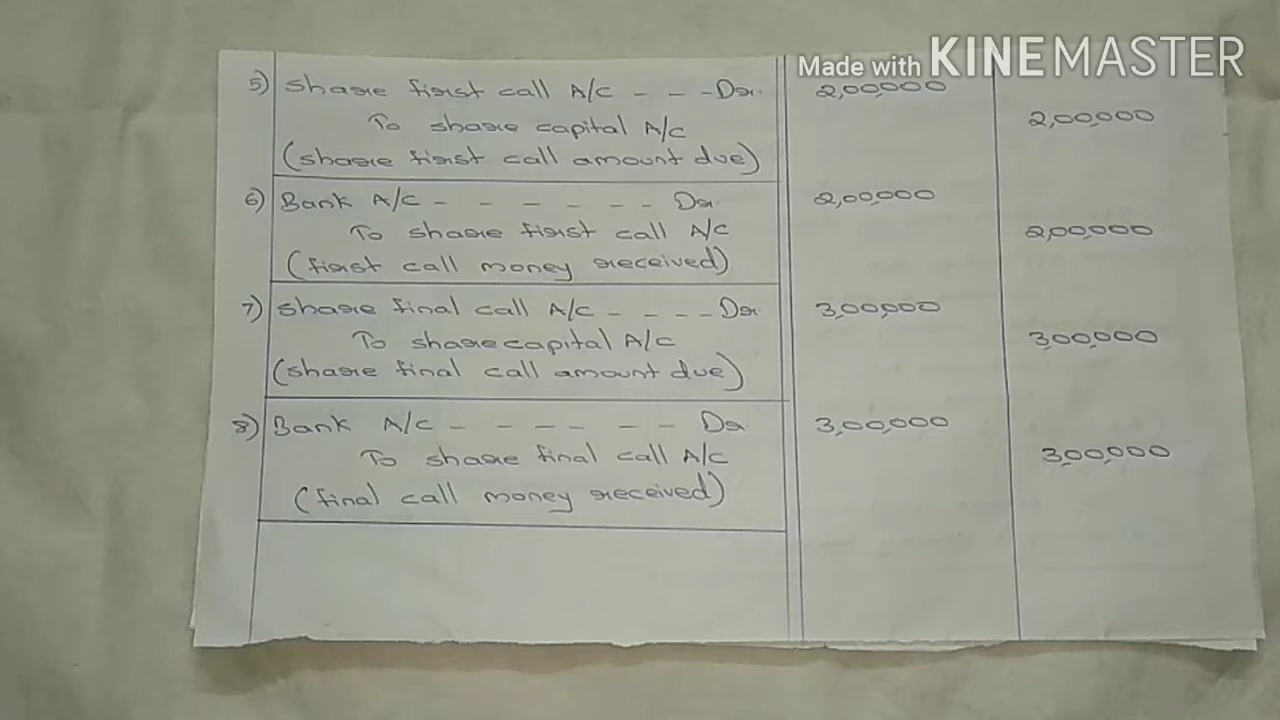 Made with KINEMASTER
5) Share first call A/C - - - Dr. 2,00,000
To share capital A/C 2,00,000
(share first call amount due)
6) Bank A/C - - - - - - - Dr. 2,00,000
To share first call A/C 2,00,000
(first call money received)
7) Share final call A/C - - - - Dr. 3,00,000
To share capital A/C 3,00,000
(share final call amount due)
8) Bank A/C - - - - - - - Dr 3,00,000
To share final call A/C 3,00,000
(final call money received)